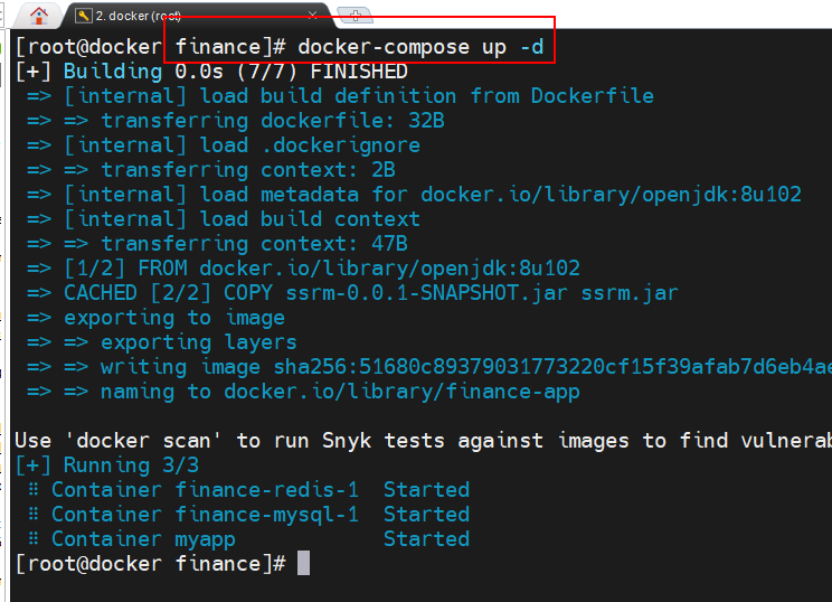 2. docker (root)
[root@docker finance]# docker-compose up -d
[+] Building 0.0s (7/7) FINISHED
=> [internal] load build definition from Dockerfile
=> => transferring dockerfile: 32B
=> [internal] load .dockerignore
=> => transferring context: 2B
=> [internal] load metadata for docker.io/library/openjdk:8u102
=> [internal] load build context
=> => transferring context: 47B
=> [1/2] FROM docker.io/library/openjdk:8u102
=> CACHED [2/2] COPY ssrm-0.0.1-SNAPSHOT.jar ssrm.jar
=> exporting to image
=> => exporting layers
=> => writing image sha256:51680c89379031773220cf15f39afab7d6eb4ae
=> => naming to docker.io/library/finance-app
Use 'docker scan' to run Snyk tests against images to find vulnerab
[+] Running 3/3
⠿ Container finance-redis-1 Started
⠿ Container finance-mysql-1 Started
⠿ Container myapp Started
[root@docker finance]#